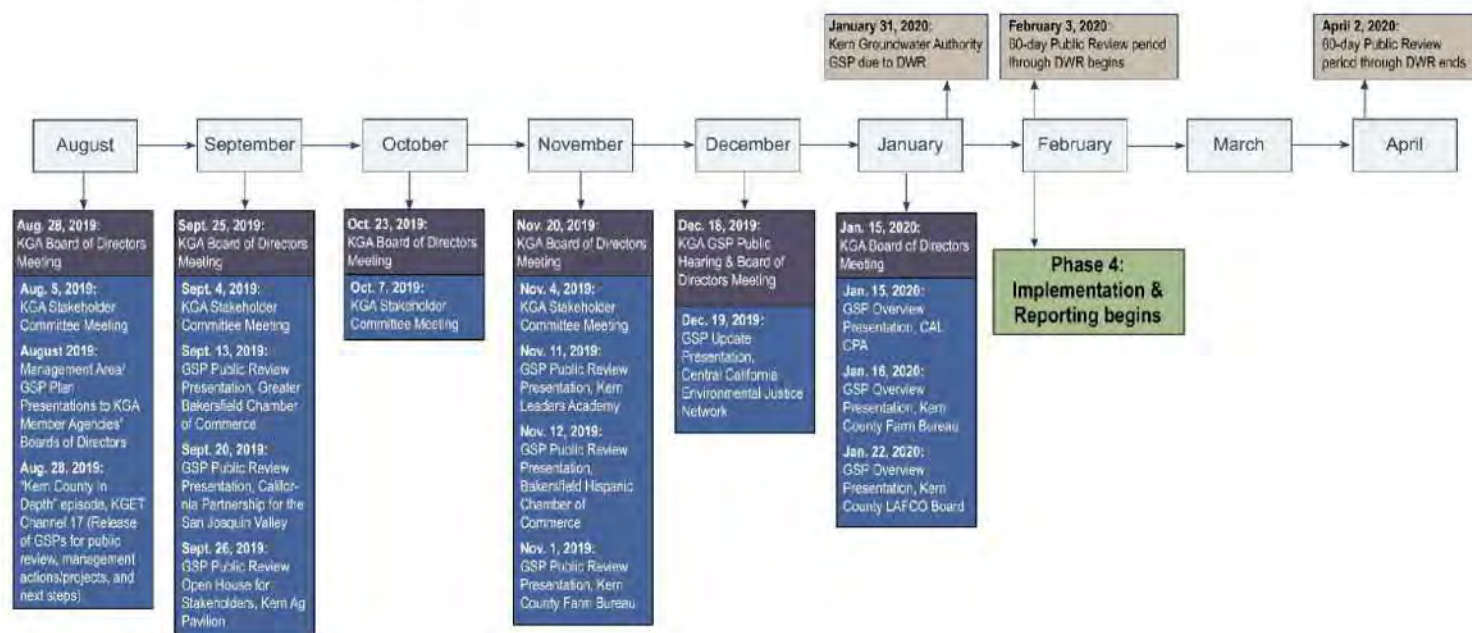 January 31, 2020:
Kern Groundwater Authority
GSP due to DWR
February 3, 2020:
60-day Public Review period
through DWR begins
April 2, 2020:
60-day Public Review
period through DWR ends
August
September
October
November
December
January
February
March
April
Aug. 28, 2019:
KGA Board of Directors
Meeting
Aug. 5, 2019:
KGA Stakeholder
Committee Meeting
August 2019:
Management Area/
GSP Plan
Presentations to KGA
Member Agencies'
Boards of Directors
Aug. 28, 2019:
"Kern County In
Depth" episode, KGET
Channel 17 (Release
of GSPs for public
review, management
actions/projects, and
next steps)
Sept. 25, 2019:
KGA Board of Directors
Meeting
Sept. 4, 2019:
KGA Stakeholder
Committee Meeting
Sept. 13, 2019:
GSP Public Review
Presentation, Greater
Bakersfield Chamber
of Commerce
Sept. 20, 2019:
GSP Public Review
Presentation, Califor-
nia Partnership for the
San Joaquin Valley
Sept. 26, 2019:
GSP Public Review
Open House for
Stakeholders, Kern Ag
Pavilion
Oct. 23, 2019:
KGA Board of Directors
Meeting
Oct. 7, 2019:
KGA Stakeholder
Committee Meeting
Nov. 20, 2019:
KGA Board of Directors
Meeting
Nov. 4, 2019:
KGA Stakeholder
Committee Meeting
Nov. 11, 2019:
GSP Public Review
Presentation, Kern
Leaders Academy
Nov. 12, 2019:
GSP Public Review
Presentation,
Bakersfield Hispanic
Chamber of
Commerce
Nov. 1, 2019:
GSP Public Review
Presentation, Kern
County Farm Bureau
Dec. 18, 2019:
KGA GSP Public
Hearing & Board of
Directors Meeting
Dec. 19, 2019:
GSP Update
Presentation,
Central California
Environmental Justice
Network
Jan. 15, 2020:
KGA Board of Directors
Meeting
Jan. 15, 2020:
GSP Overview
Presentation, CAL
CPA
Jan. 16, 2020:
GSP Overview
Presentation, Kern
County Farm Bureau
Jan. 22, 2020:
GSP Overview
Presentation, Kern
County LAFCO Board
Phase 4:
Implementation &
Reporting begins